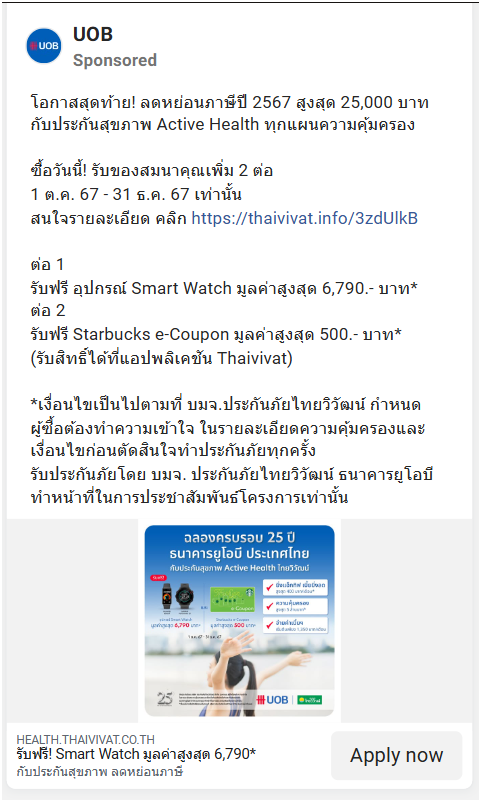 UOB
UOB
Sponsored
โอกาสสุดท้าย! ลดหย่อนภาษีปี 2567 สูงสุด 25,000 บาท
กับประกันสุขภาพ Active Health ทุกแผนความคุ้มครอง
ซื้อวันนี้! รับของสมนาคุณเพิ่ม 2 ต่อ
1 ต.ค. 67 - 31 ธ.ค. 67 เท่านั้น
สนใจรายละเอียด คลิก https://thaivivat.info/3zdUlkB
ต่อ 1
รับฟรี อุปกรณ์ Smart Watch มูลค่าสูงสุด 6,790.- บาท*
ต่อ 2
รับฟรี Starbucks e-Coupon มูลค่าสูงสุด 500.- บาท*
(รับสิทธิ์ได้ที่แอปพลิเคชัน Thaivivat)
*เงื่อนไขเป็นไปตามที่ บมจ.ประกันภัยไทยวิวัฒน์ กำหนด
ผู้ซื้อต้องทำความเข้าใจ ในรายละเอียดความคุ้มครองและ
เงื่อนไขก่อนตัดสินใจทำประกันภัยทุกครั้ง
รับประกันภัยโดย บมจ. ประกันภัยไทยวิวัฒน์ ธนาคารยูโอบี
ทำหน้าที่ในการประชาสัมพันธ์โครงการเท่านั้น
ฉลองครบรอบ 25 ปี
ธนาคารยูโอบี ประเทศไทย
กับประกันสุขภาพ Active Health ไทยวิวัฒน์
e-Coupon
ความคุ้มครอง
มูลค่าสูงสุด 6,790 บาท*
มูลค่าสูงสุด 500 บาท*
25
UOB
HEALTH.THAIVIVAT.CO.TH
รับฟรี! Smart Watch มูลค่าสูงสุด 6,790*
กับประกันสุขภาพ ลดหย่อนภาษี
Apply now